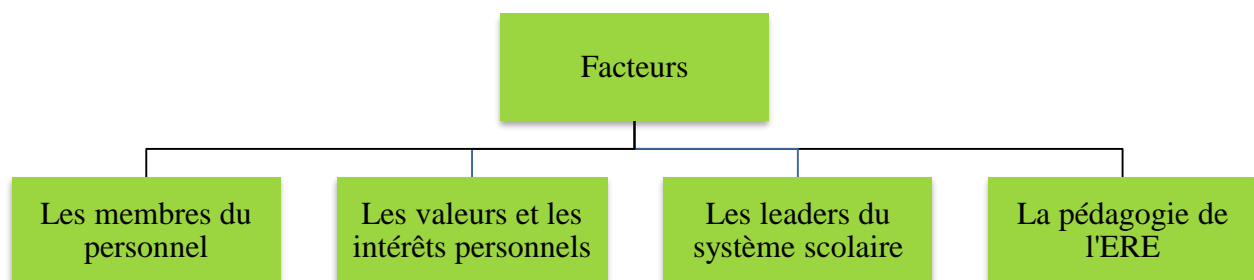 Facteurs
Les membres du
personnel
Les valeurs et les
intérêts personnels
Les leaders du
système scolaire
La pédagogie de
l'ERE